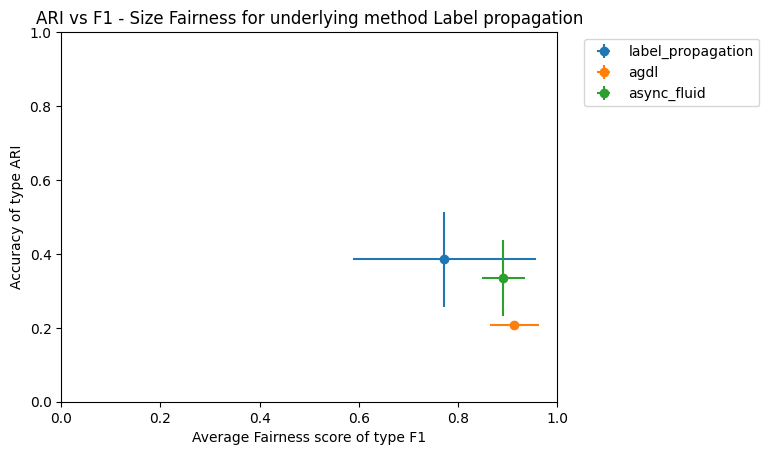 ARI vs F1 - Size Fairness for underlying method Label propagation
label_propagation
agdl
async_fluid
Accuracy of type ARI
1.0
0.8
0.6
0.4
0.2
0.0
0.0 0.2 0.4 0.6 0.8 1.0
Average Fairness score of type F1